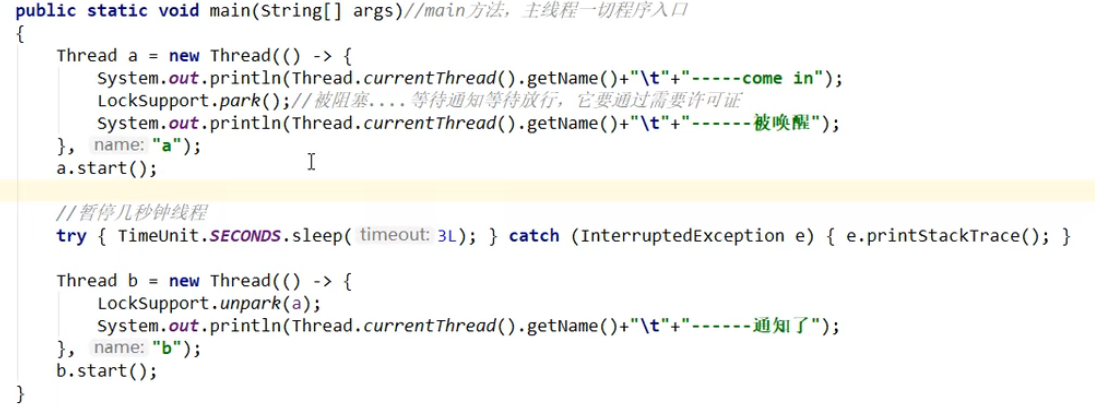 public static void main(String[] args)//main方法，主线程一切程序入口
{
    Thread a = new Thread(() -> {
        System.out.println(Thread.currentThread().getName()+"\t"+"-----come in");
        LockSupport.park();//被阻塞....等待通知等待放行，它要通过需要许可证
        System.out.println(Thread.currentThread().getName()+"\t"+"------被唤醒");
    }, name: "a");
    a.start();
    //暂停几秒钟线程
    try { TimeUnit.SECONDS.sleep( timeout: 3L); } catch (InterruptedException e) { e.printStackTrace(); }
    Thread b = new Thread(() -> {
        LockSupport.unpark(a);
        System.out.println(Thread.currentThread().getName()+"\t"+"------通知了");
    }, name: "b");
    b.start();
}